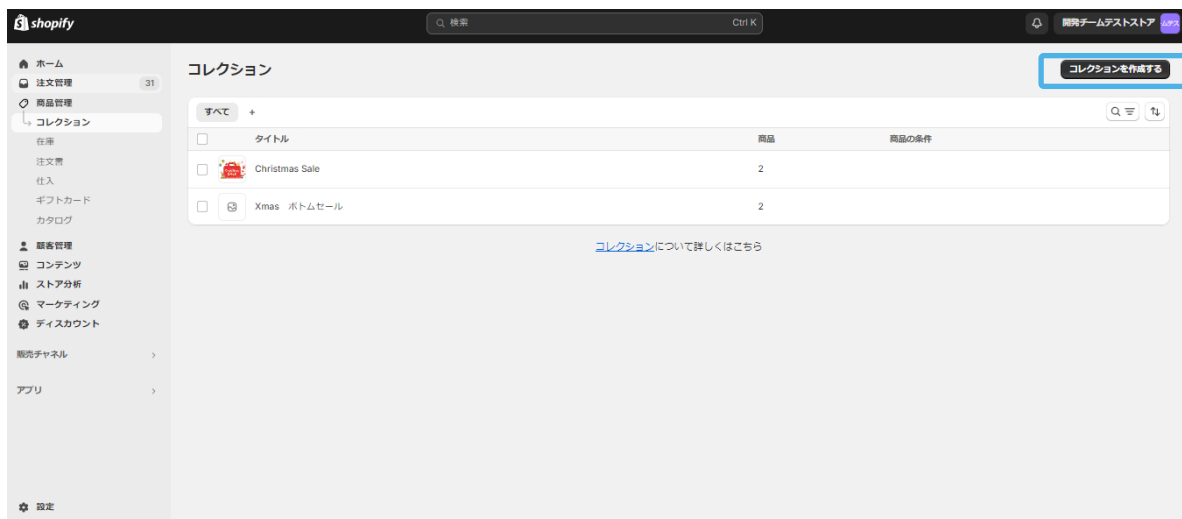 shopify
検索
Ctrl K
開発チームテストストア
ホーム
注文管理 31
商品管理
コレクション
在庫
注文書
仕入
ギフトカード
カタログ
顧客管理
コンテンツ
ストア分析
マーケティング
ディスカウント
販売チャネル
アプリ
設定
コレクション
コレクションを作成する
すべて +
タイトル 商品 商品の条件
Christmas Sale 2
Xmas　ボトムセール 2
コレクションについて詳しくはこちら